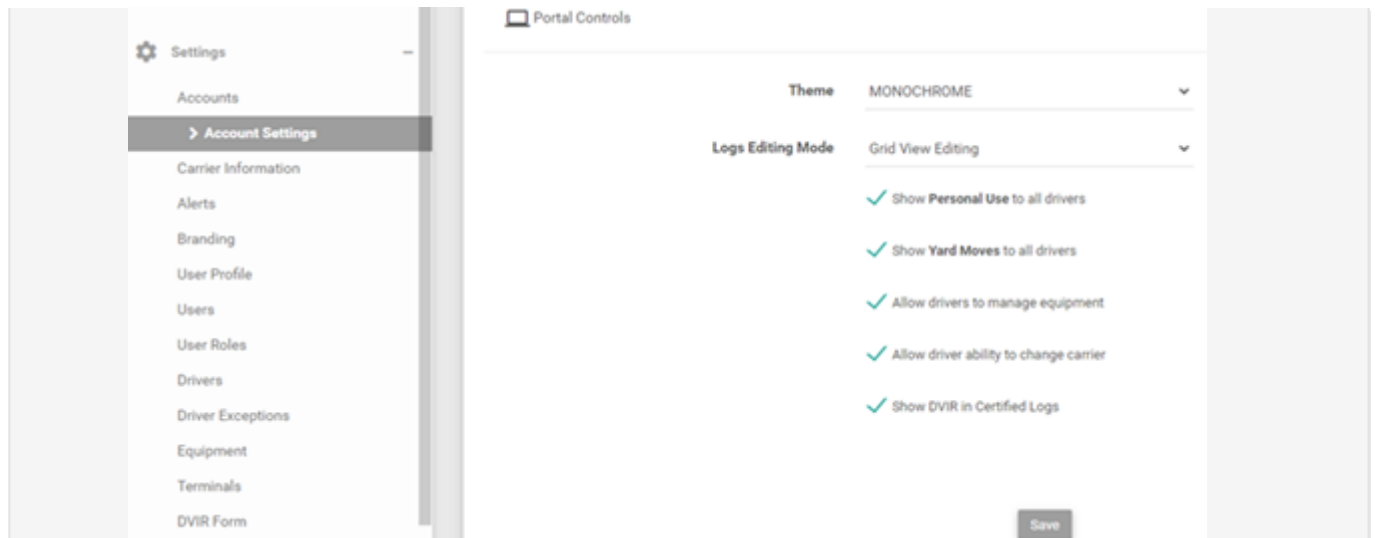 Portal Controls
Settings
Accounts
Account Settings
Carrier Information
Alerts
Branding
User Profile
Users
User Roles
Drivers
Driver Exceptions
Equipment
Terminals
DVIR Form
Theme MONOCHROME
Logs Editing Mode Grid View Editing
Show Personal Use to all drivers
Show Yard Moves to all drivers
Allow drivers to manage equipment
Allow driver ability to change carrier
Show DVIR in Certified Logs
Save